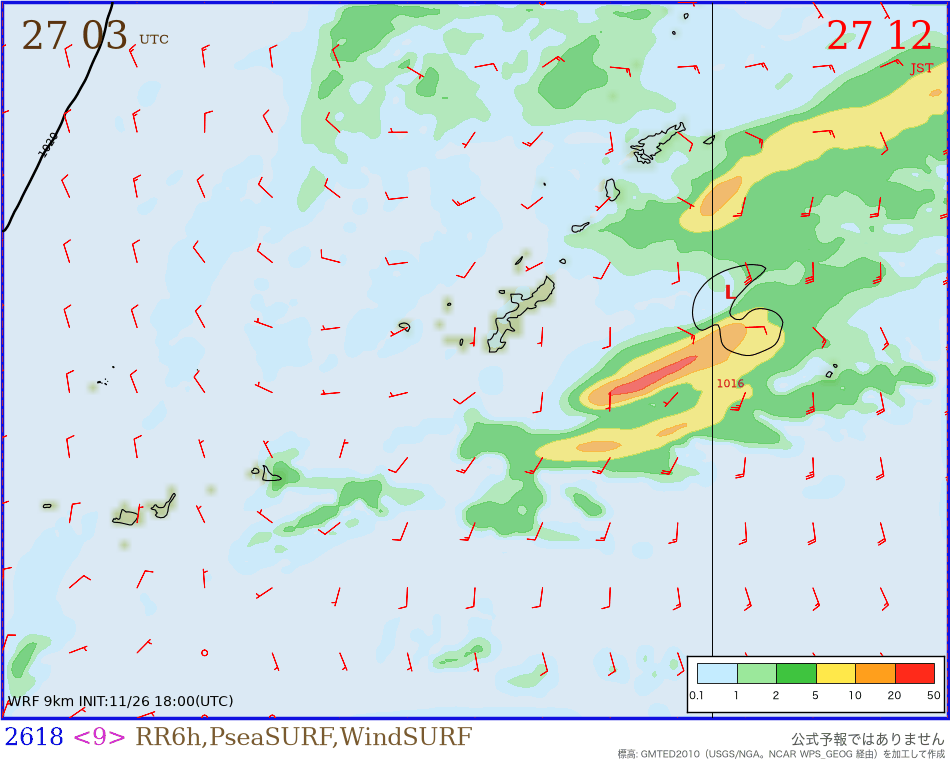 27 03 UTC
27 12
JST
1020
L
1016
0.1 1 2 5 10 20 50
WRF 9km INIT:11/26 18:00(UTC)
2618 <9> RR6h,PseaSURF,WindSURF
公式予報ではありません
標高: GMTED2010（USGS/NGA。NCAR WPS_GEOG 経由）を加工して作成